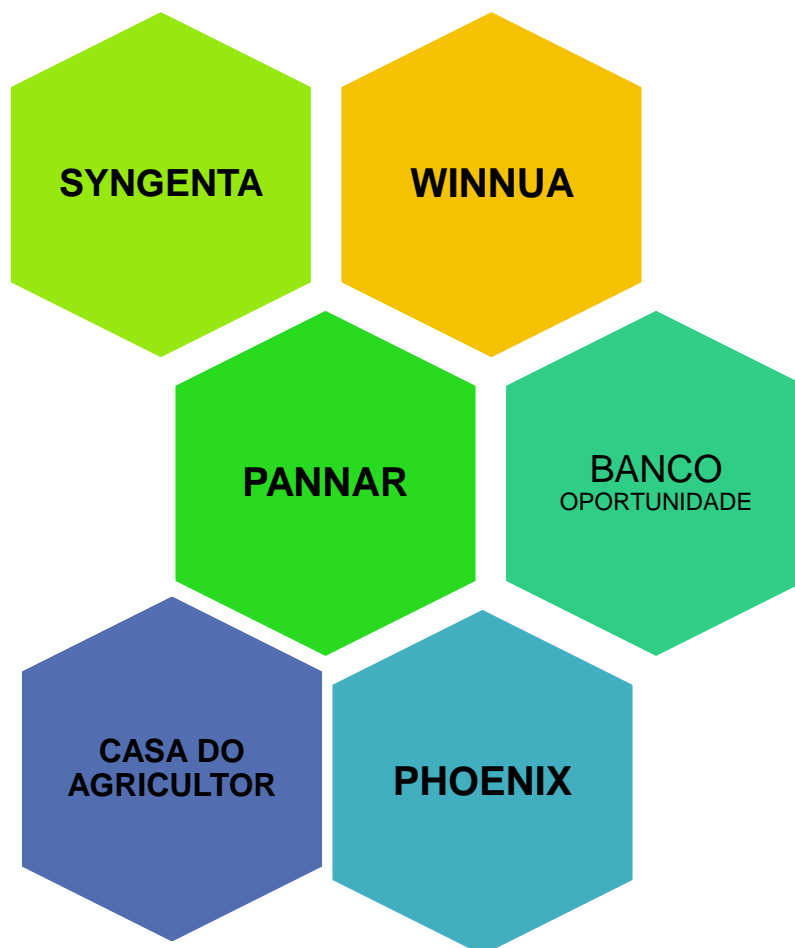 SYNGENTA
WINNUA
PANNAR
BANCO
OPORTUNIDADE
CASA DO
AGRICULTOR
PHOENIX